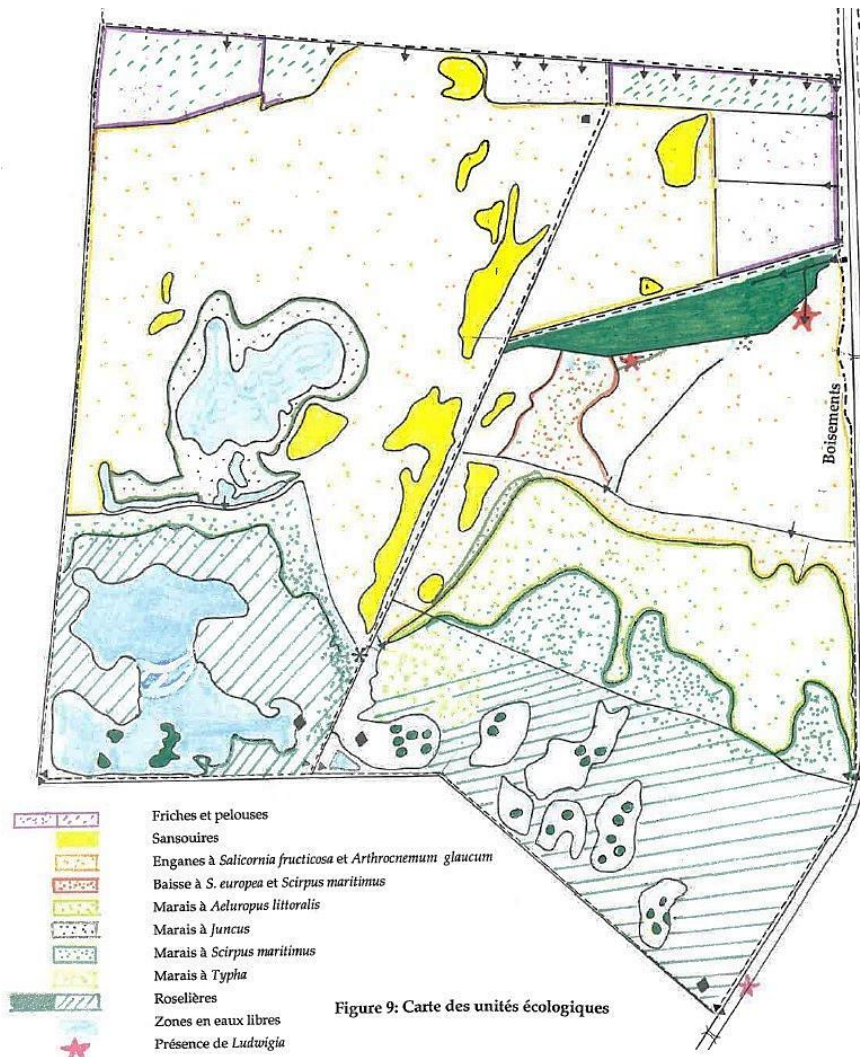 Boisements
Friches et pelouses
Sansouires
Enganes à Salicornia fructicosa et Arthrocnemum glaucum
Baisse à S. europea et Scirpus maritimus
Marais à Aeluropus littoralis
Marais à Juncus
Marais à Scirpus maritimus
Marais à Typha
Roselières
Zones en eaux libres
Présence de Ludwigia
Figure 9: Carte des unités écologiques